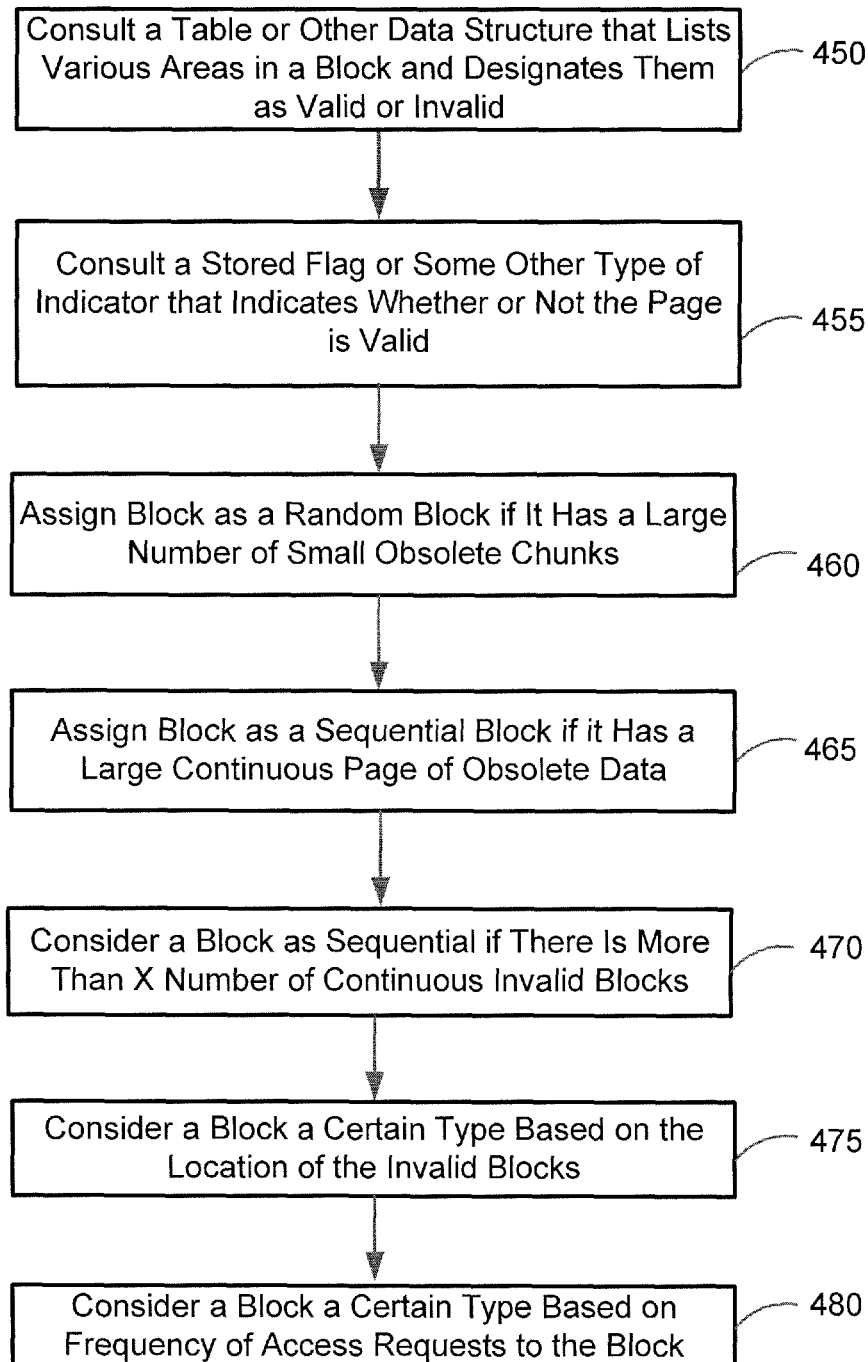 Consult a Table or Other Data Structure that Lists
Various Areas in a Block and Designates Them
as Valid or Invalid
450
Consult a Stored Flag or Some Other Type of
Indicator that Indicates Whether or Not the Page
is Valid
455
Assign Block as a Random Block if It Has a Large
Number of Small Obsolete Chunks
460
Assign Block as a Sequential Block if it Has a
Large Continuous Page of Obsolete Data
465
Consider a Block as Sequential if There Is More
Than X Number of Continuous Invalid Blocks
470
Consider a Block a Certain Type Based on the
Location of the Invalid Blocks
475
Consider a Block a Certain Type Based on
Frequency of Access Requests to the Block
480